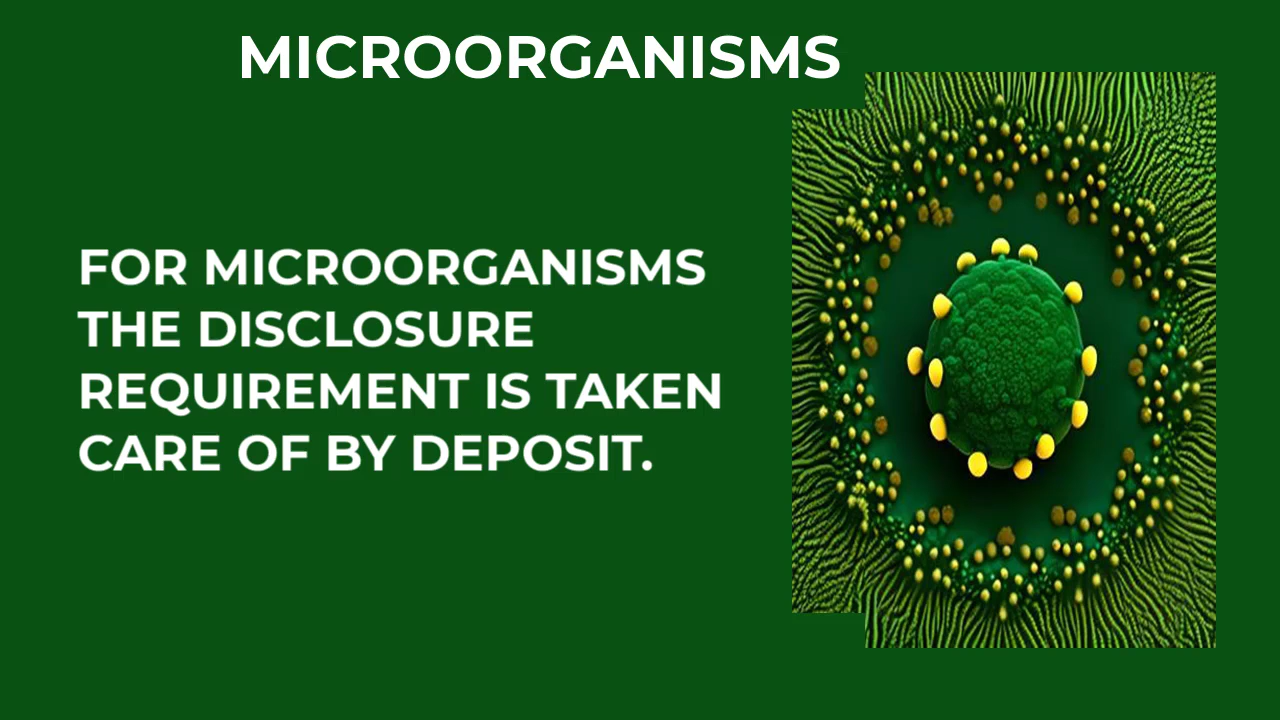 MICROORGANISMS
FOR MICROORGANISMS
THE DISCLOSURE
REQUIREMENT IS TAKEN
CARE OF BY DEPOSIT.